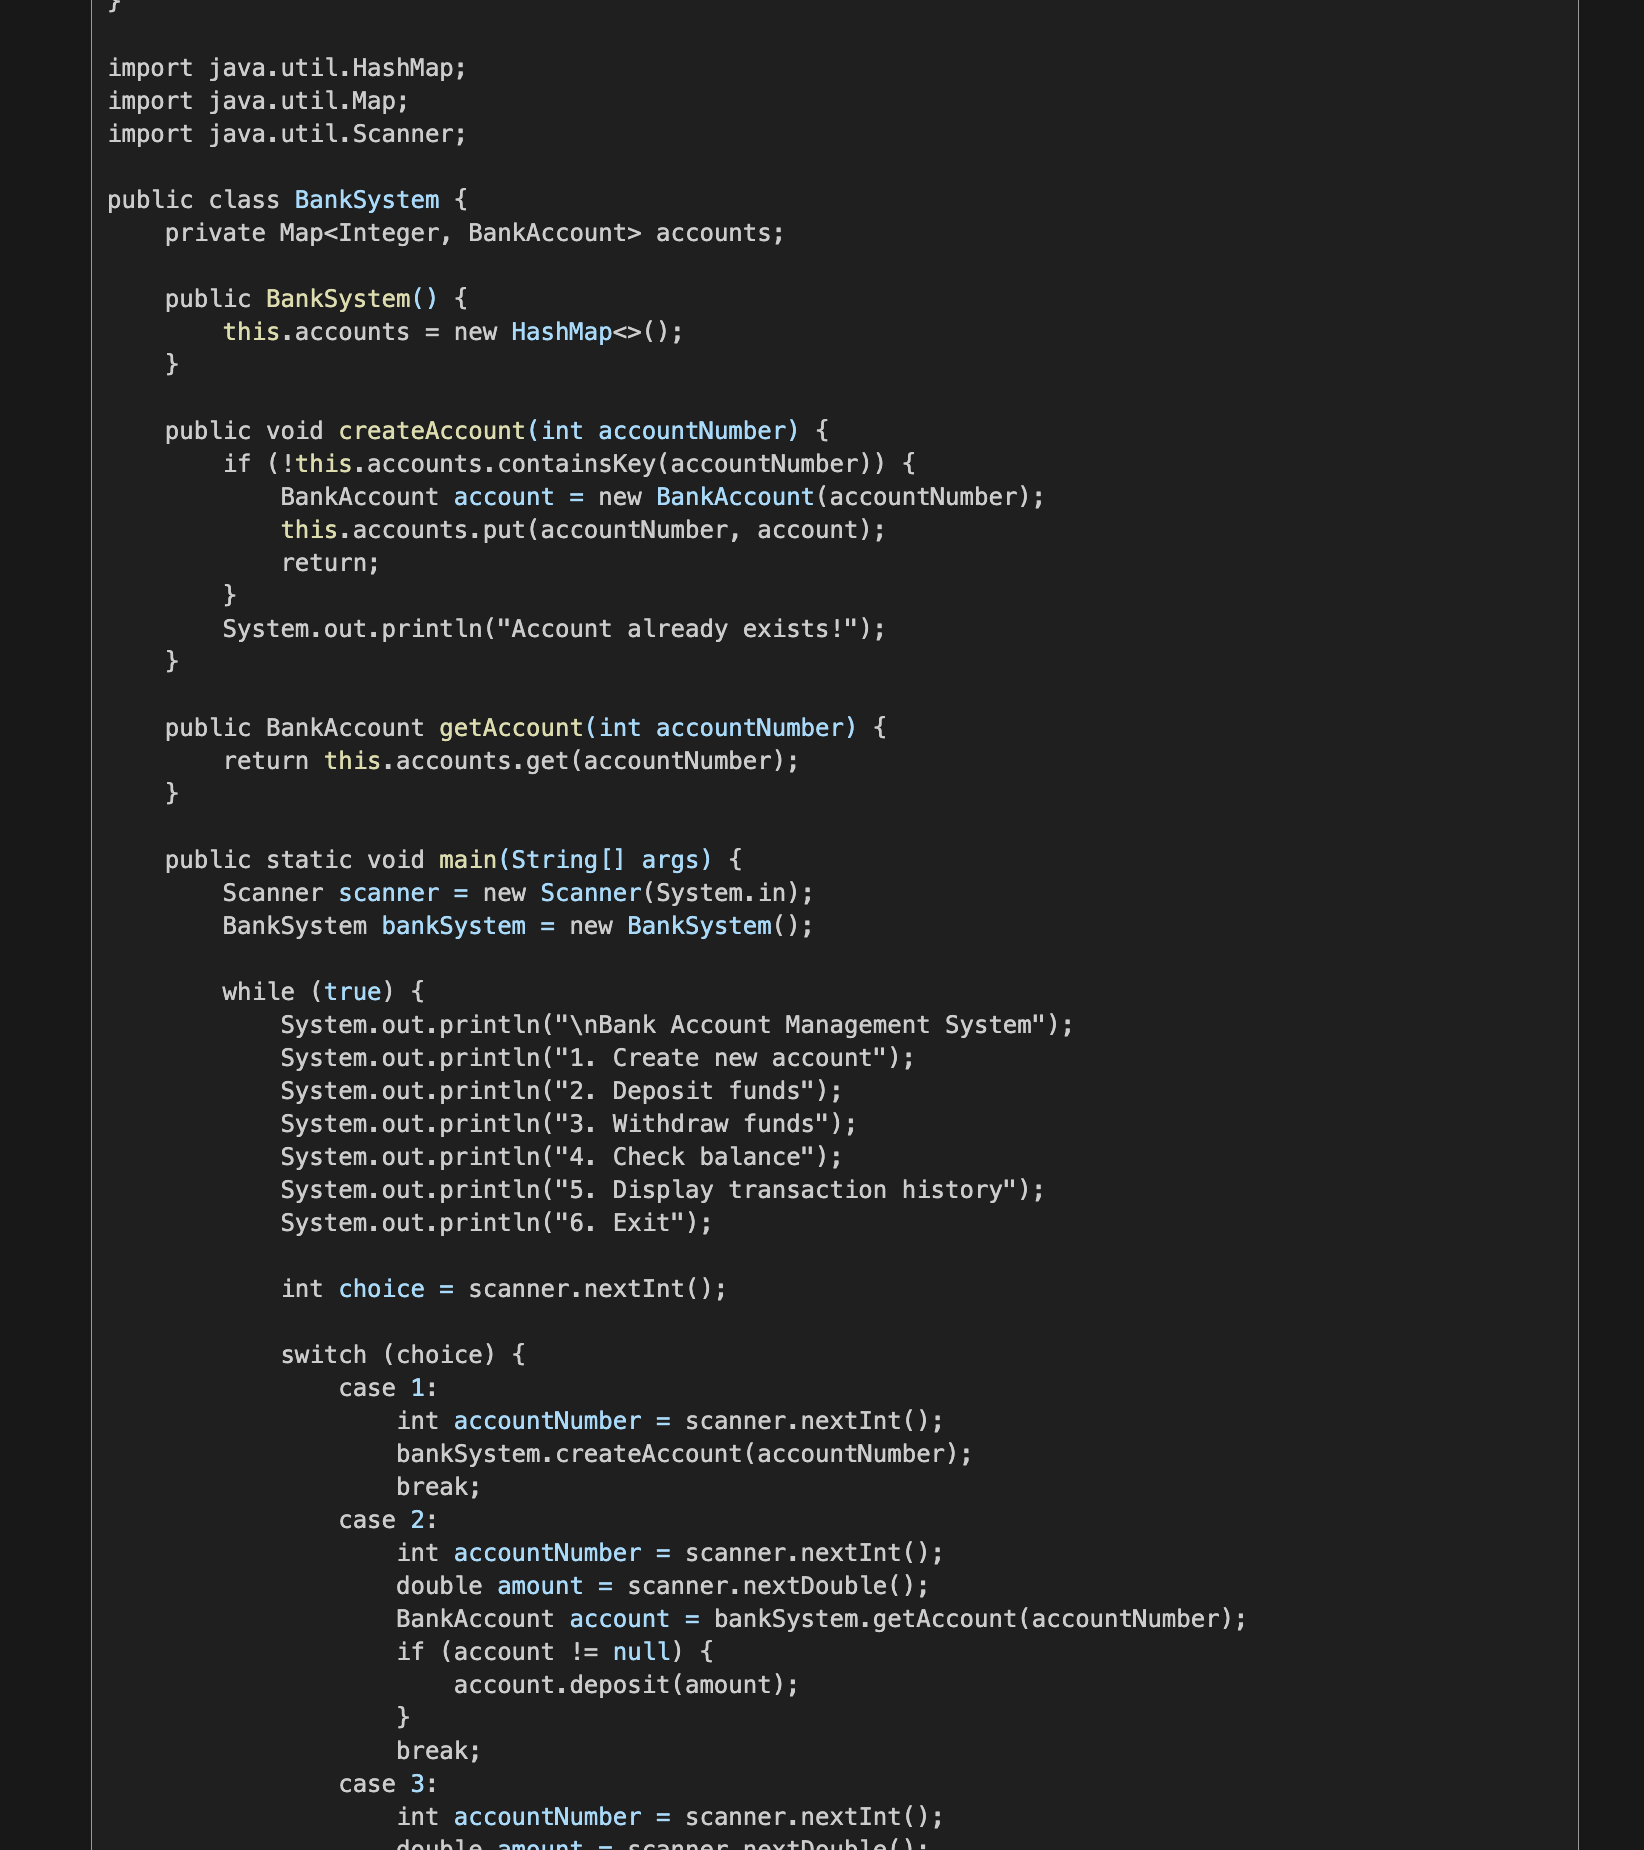 }
import java.util.HashMap;
import java.util.Map;
import java.util.Scanner;
public class BankSystem {
    private Map<Integer, BankAccount> accounts;
    public BankSystem() {
        this.accounts = new HashMap<>();
    }
    public void createAccount(int accountNumber) {
        if (!this.accounts.containsKey(accountNumber)) {
            BankAccount account = new BankAccount(accountNumber);
            this.accounts.put(accountNumber, account);
            return;
        }
        System.out.println("Account already exists!");
    }
    public BankAccount getAccount(int accountNumber) {
        return this.accounts.get(accountNumber);
    }
    public static void main(String[] args) {
        Scanner scanner = new Scanner(System.in);
        BankSystem bankSystem = new BankSystem();
        while (true) {
            System.out.println("\nBank Account Management System");
            System.out.println("1. Create new account");
            System.out.println("2. Deposit funds");
            System.out.println("3. Withdraw funds");
            System.out.println("4. Check balance");
            System.out.println("5. Display transaction history");
            System.out.println("6. Exit");
            int choice = scanner.nextInt();
            switch (choice) {
                case 1:
                    int accountNumber = scanner.nextInt();
                    bankSystem.createAccount(accountNumber);
                    break;
                case 2:
                    int accountNumber = scanner.nextInt();
                    double amount = scanner.nextDouble();
                    BankAccount account = bankSystem.getAccount(accountNumber);
                    if (account != null) {
                        account.deposit(amount);
                    }
                    break;
                case 3:
                    int accountNumber = scanner.nextInt();
                    double amount = scanner.nextDouble();